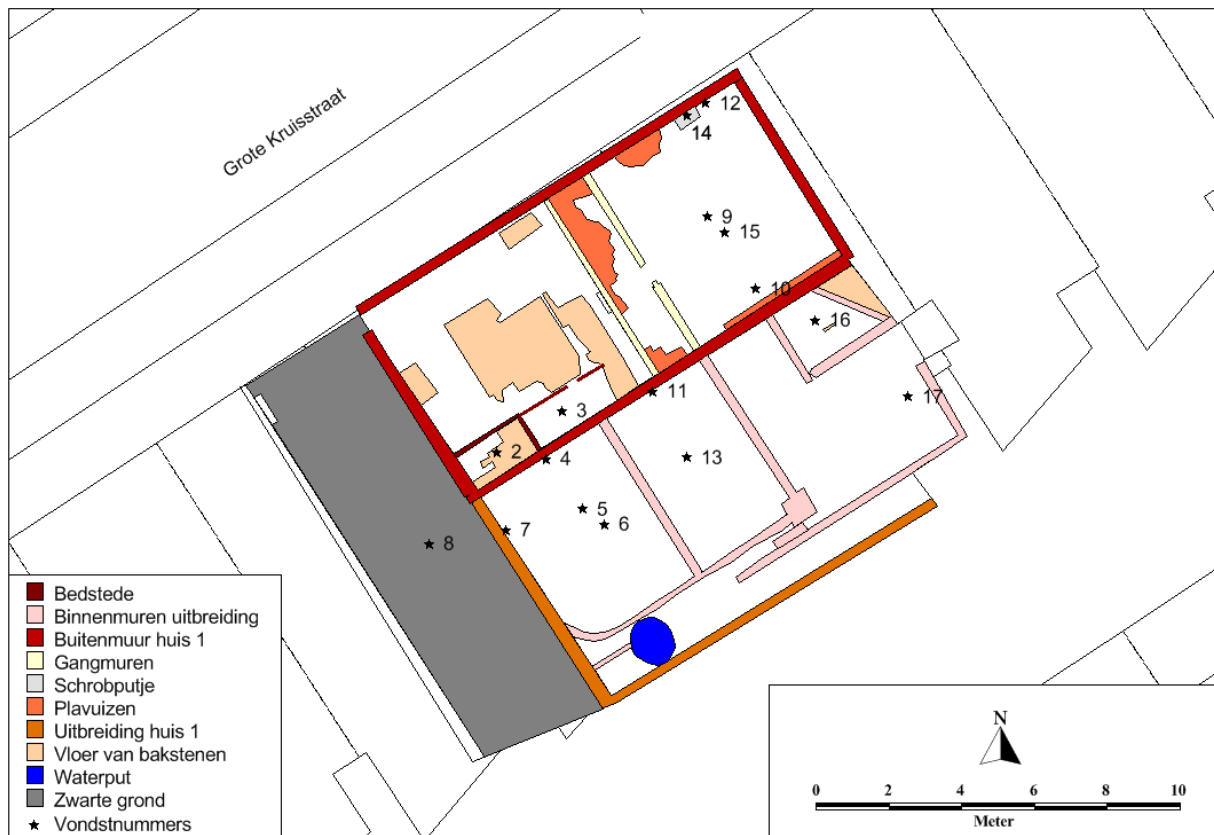 Grote Kruisstraat
12
14
9
15
10
16
11
17
3
2
4
13
5
6
7
8
Bedstede
Binnenmuren uitbreiding
Buitenmuur huis 1
Gangmuren
Schrobputje
Plavuizen
Uitbreiding huis 1
Vloer van bakstenen
Waterput
Zwarte grond
Vondstnummers
N
0 2 4 6 8 10
Meter